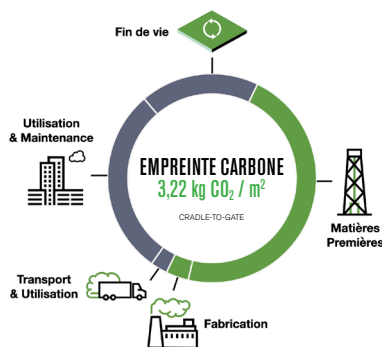 Fin de vie
Utilisation
& Maintenance
EMPREINTE CARBONE
3,22 kg CO₂ / m²
CRADLE-TO-GATE
Matières
Premières
Transport
& Utilisation
Fabrication